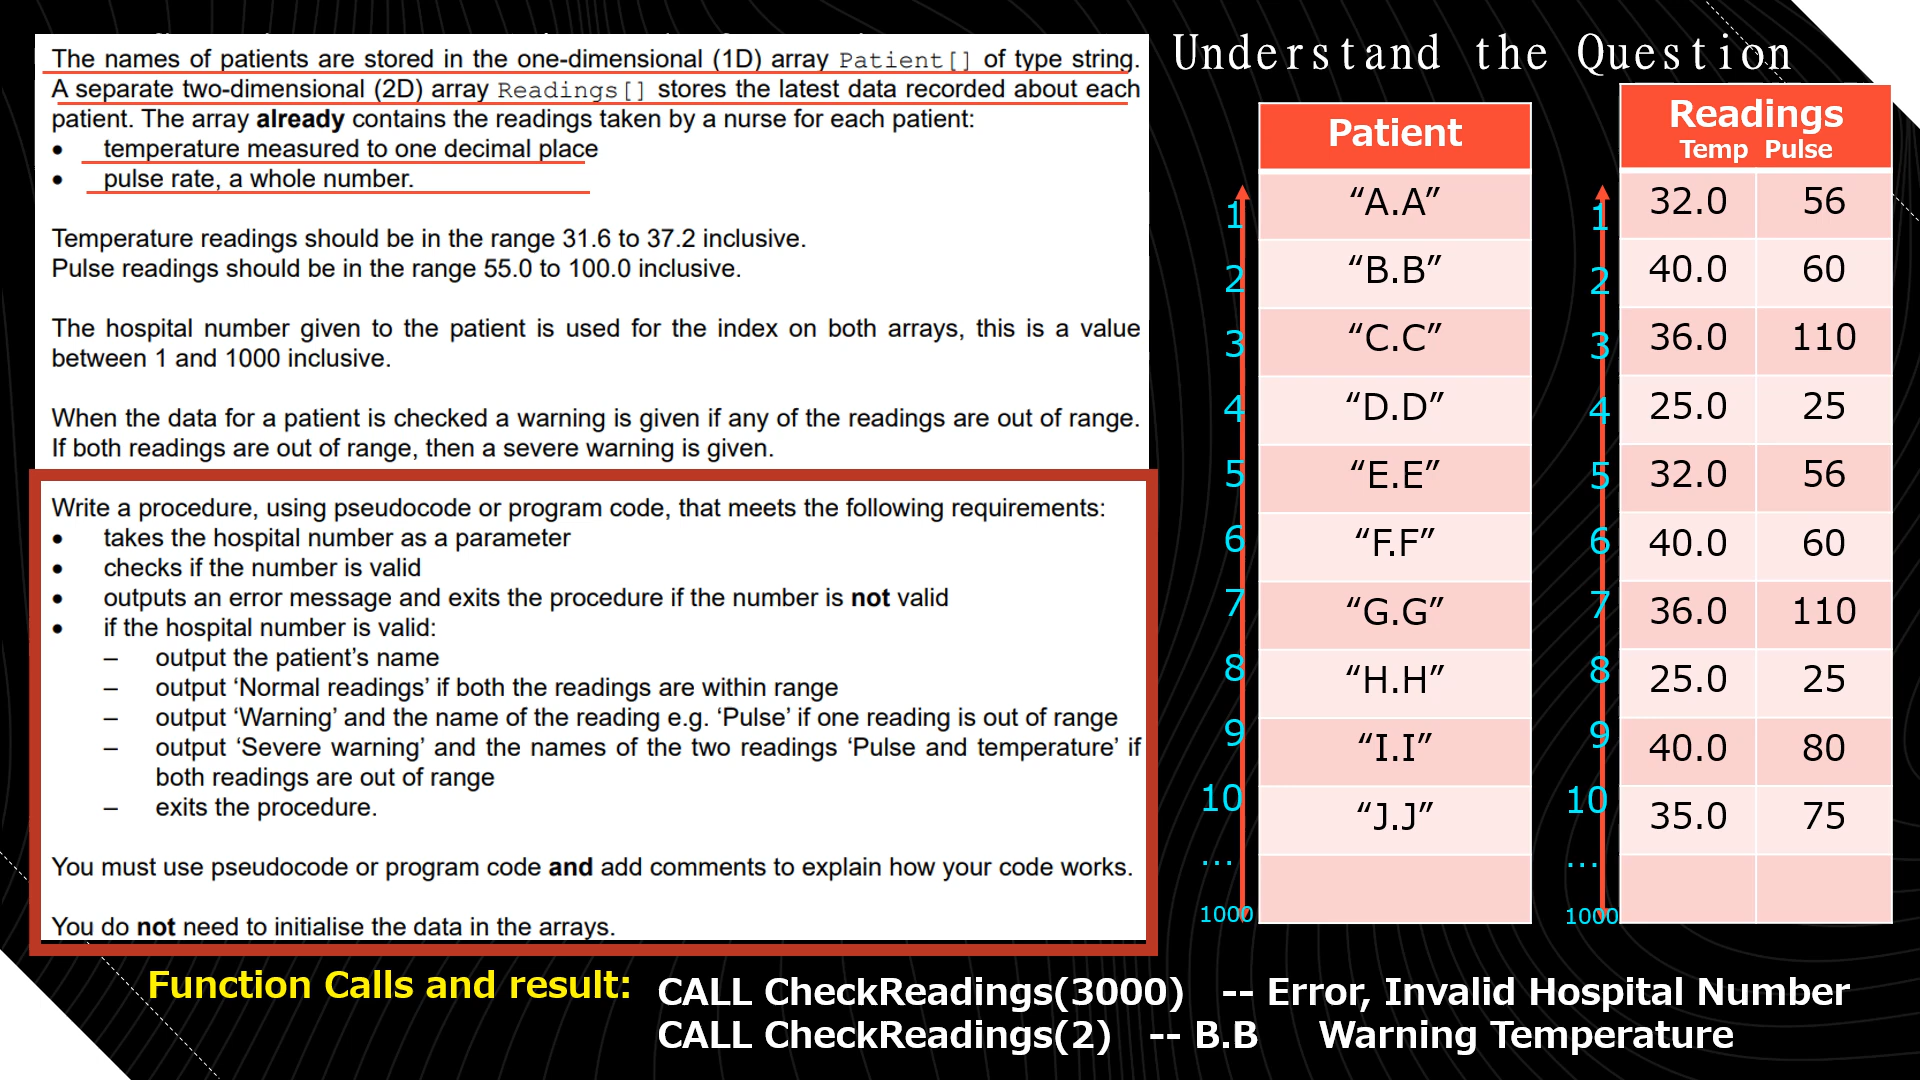 Understand the Question
The names of patients are stored in the one-dimensional (1D) array Patient[] of type string.
A separate two-dimensional (2D) array Readings[] stores the latest data recorded about each
patient. The array already contains the readings taken by a nurse for each patient:
• temperature measured to one decimal place
• pulse rate, a whole number.
Temperature readings should be in the range 31.6 to 37.2 inclusive.
Pulse readings should be in the range 55.0 to 100.0 inclusive.
The hospital number given to the patient is used for the index on both arrays, this is a value
between 1 and 1000 inclusive.
When the data for a patient is checked a warning is given if any of the readings are out of range.
If both readings are out of range, then a severe warning is given.
Write a procedure, using pseudocode or program code, that meets the following requirements:
• takes the hospital number as a parameter
• checks if the number is valid
• outputs an error message and exits the procedure if the number is not valid
• if the hospital number is valid:
– output the patient’s name
– output ‘Normal readings’ if both the readings are within range
– output ‘Warning’ and the name of the reading e.g. ‘Pulse’ if one reading is out of range
– output ‘Severe warning’ and the names of the two readings ‘Pulse and temperature’ if
both readings are out of range
– exits the procedure.
You must use pseudocode or program code and add comments to explain how your code works.
You do not need to initialise the data in the arrays.
Patient
1 “A.A”
2 “B.B”
3 “C.C”
4 “D.D”
5 “E.E”
6 “F.F”
7 “G.G”
8 “H.H”
9 “I.I”
10 “J.J”
...
1000
Readings
Temp Pulse
1 32.0 56
2 40.0 60
3 36.0 110
4 25.0 25
5 32.0 56
6 40.0 60
7 36.0 110
8 25.0 25
9 40.0 80
10 35.0 75
...
1000
Function Calls and result: CALL CheckReadings(3000) -- Error, Invalid Hospital Number
CALL CheckReadings(2) -- B.B Warning Temperature